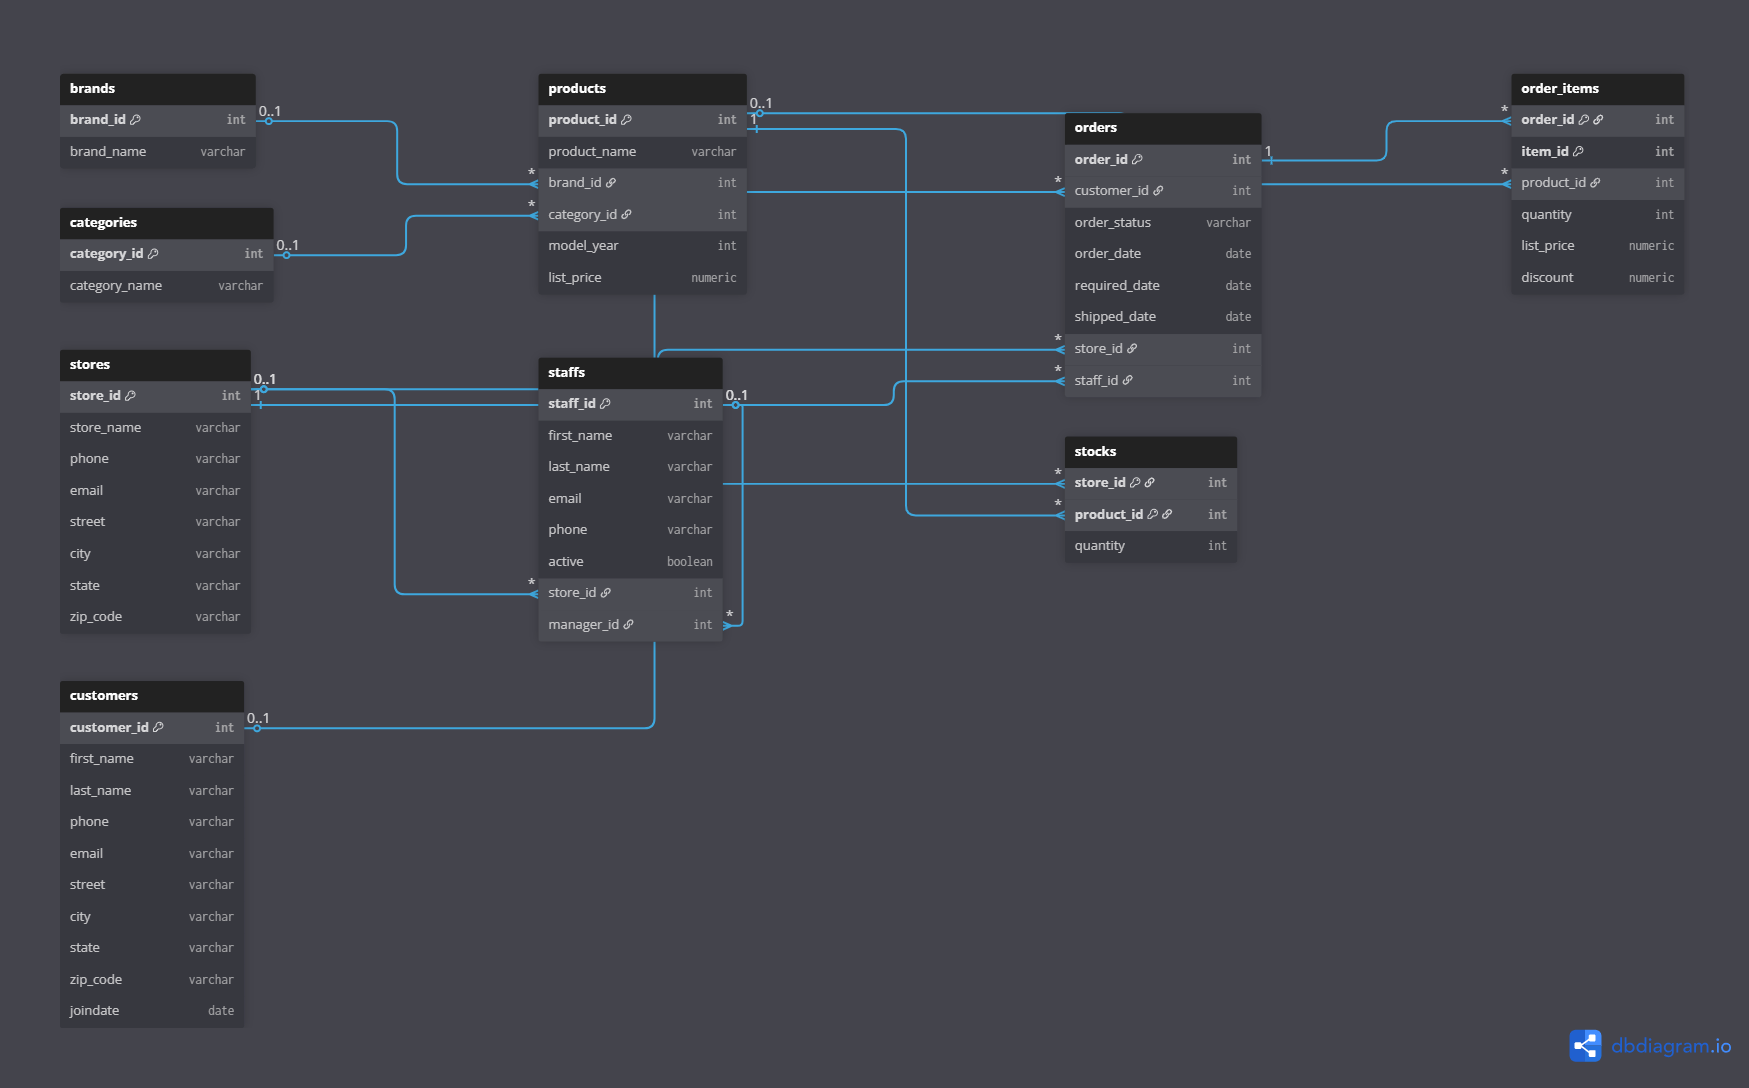 brands
brand_id int
brand_name varchar
0..1
categories
category_id int
category_name varchar
0..1
stores
store_id int
store_name varchar
phone varchar
email varchar
street varchar
city varchar
state varchar
zip_code varchar
0..1
1
customers
customer_id int
first_name varchar
last_name varchar
phone varchar
email varchar
street varchar
city varchar
state varchar
zip_code varchar
joindate date
0..1
products
product_id int
product_name varchar
* brand_id int
* category_id int
model_year int
list_price numeric
0..1
1
staffs
staff_id int
first_name varchar
last_name varchar
email varchar
phone varchar
active boolean
* store_id int
manager_id int *
0..1
orders
order_id int
* customer_id int
order_status varchar
order_date date
required_date date
shipped_date date
* store_id int
* staff_id int
1
stocks
* store_id int
* product_id int
quantity int
order_items
* order_id int
item_id int
* product_id int
quantity int
list_price numeric
discount numeric
dbdiagram.io